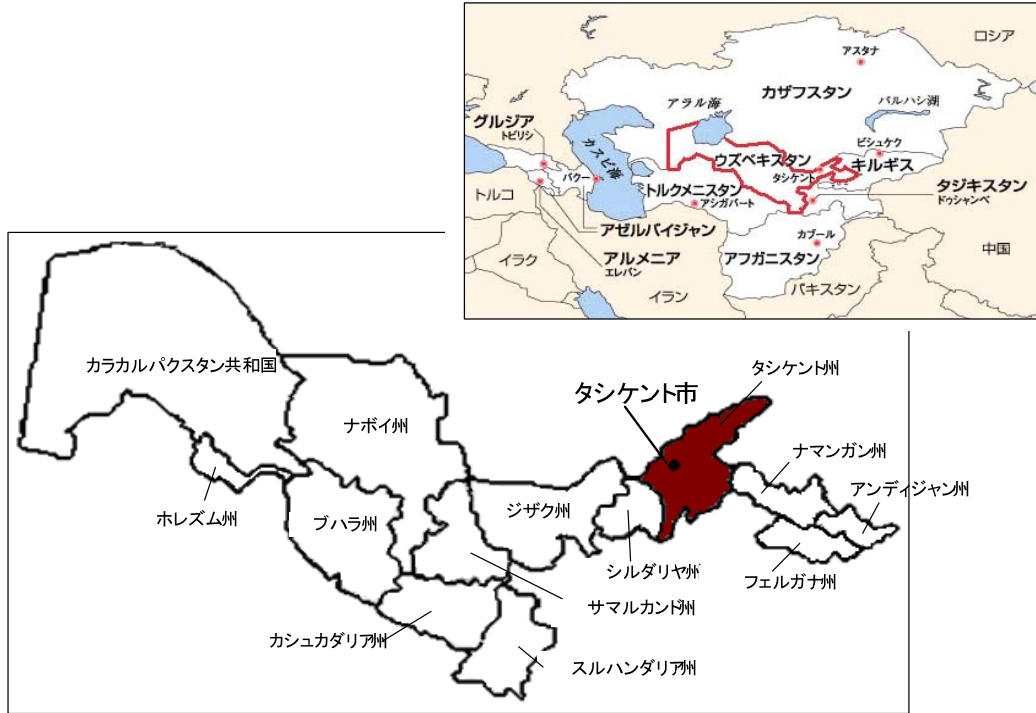 ロシア
アスタナ
カザフスタン
アラル海
バルハシ湖
グルジア
トビリシ
カスピ海
ビシュケク
ウズベキスタン
キルギス
タシケント
バクー
トルコ
トルクメニスタン
アシガバート
タジキスタン
ドゥシャンベ
アゼルバイジャン
カブール
中国
イラク
アルメニア
エレバン
アフガニスタン
イラン
パキスタン
カラカルパクスタン共和国
タシケント州
タシケント市
ナボイ州
ナマンガン州
アンディジャン州
ホレズム州
ブハラ州
ジザク州
シルダリヤ州
フェルガナ州
サマルカンド州
カシュカダリア州
スルハンダリア州